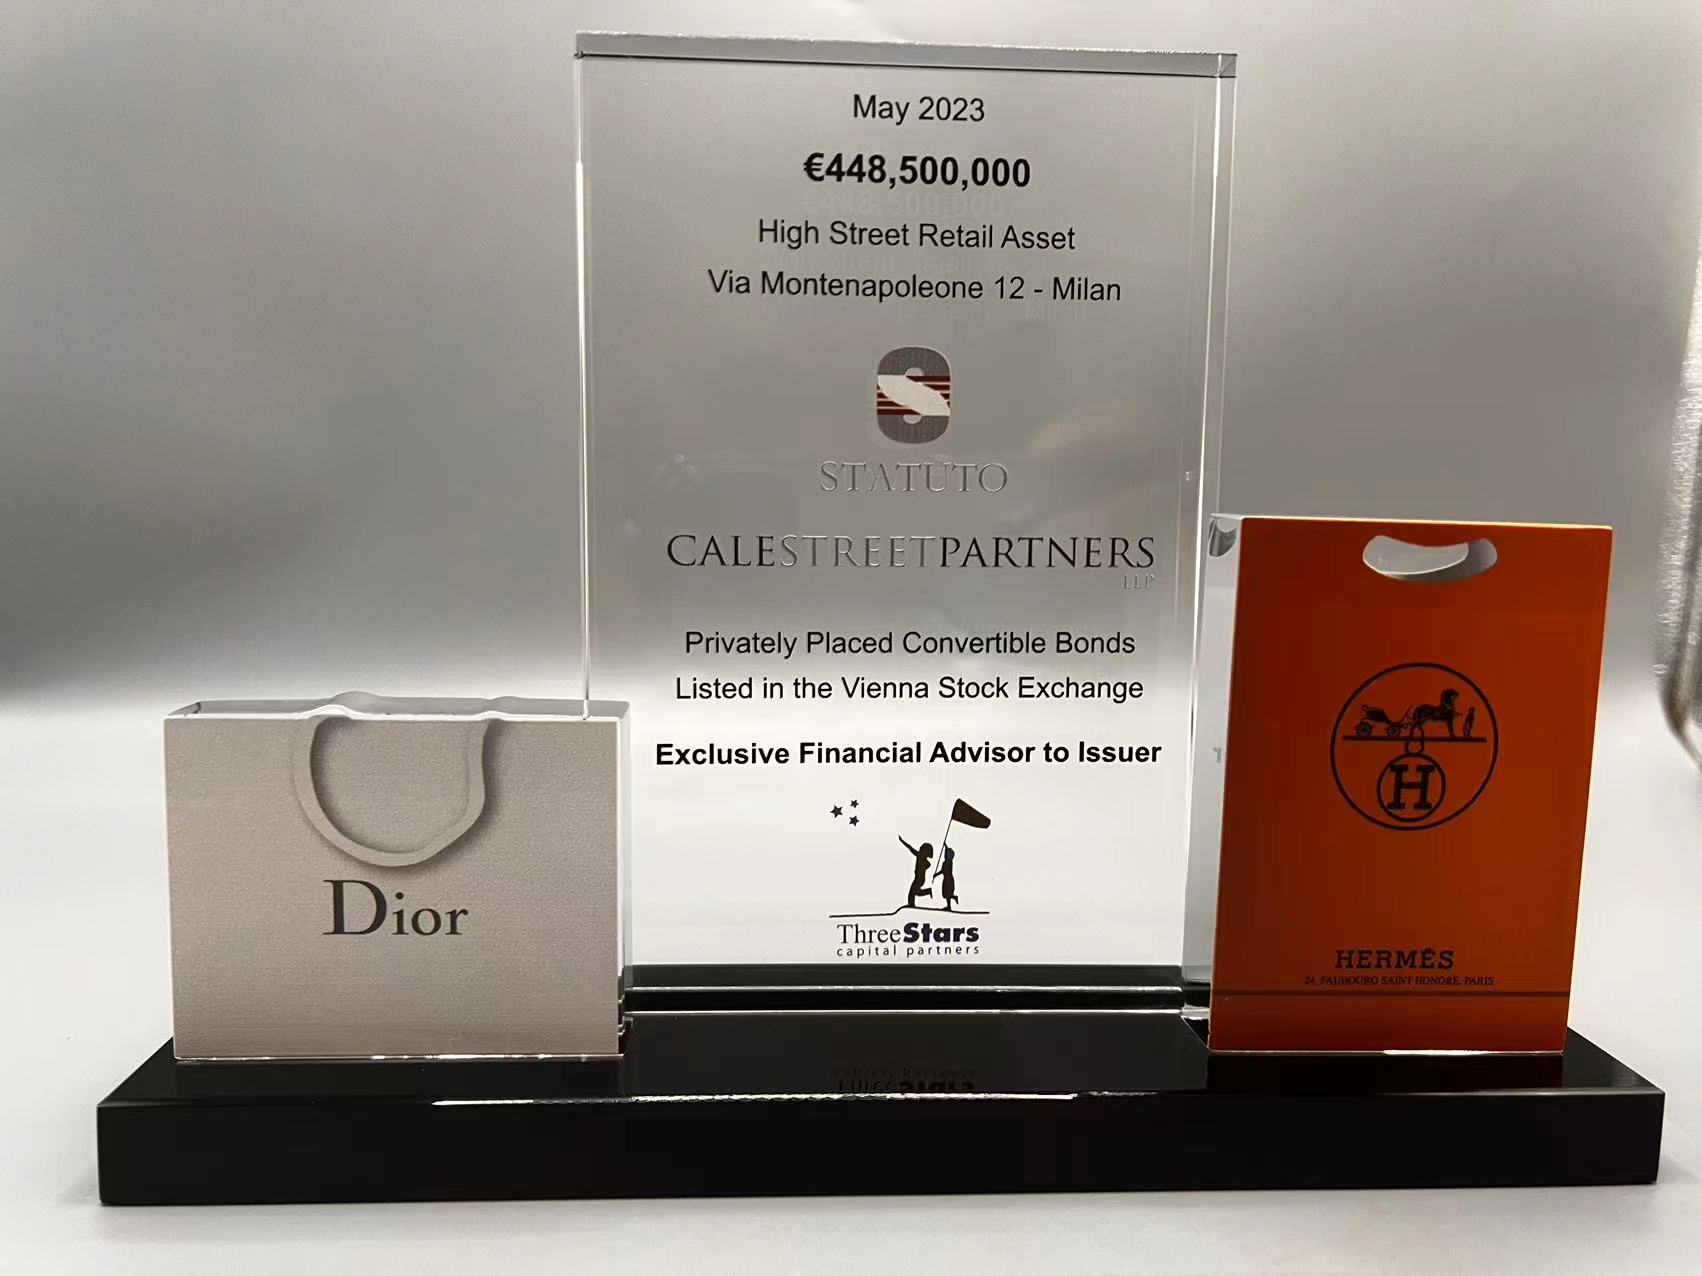 May 2023
€448,500,000
High Street Retail Asset
Via Montenapoleone 12 - Milan
STATUTO
CALESTREETPARTNERS
LLP
Privately Placed Convertible Bonds
Listed in the Vienna Stock Exchange
Exclusive Financial Advisor to Issuer
ThreeStars
capital partners
Dior
H
HERMÈS
24, FAUBOURG SAINT HONORÉ, PARIS